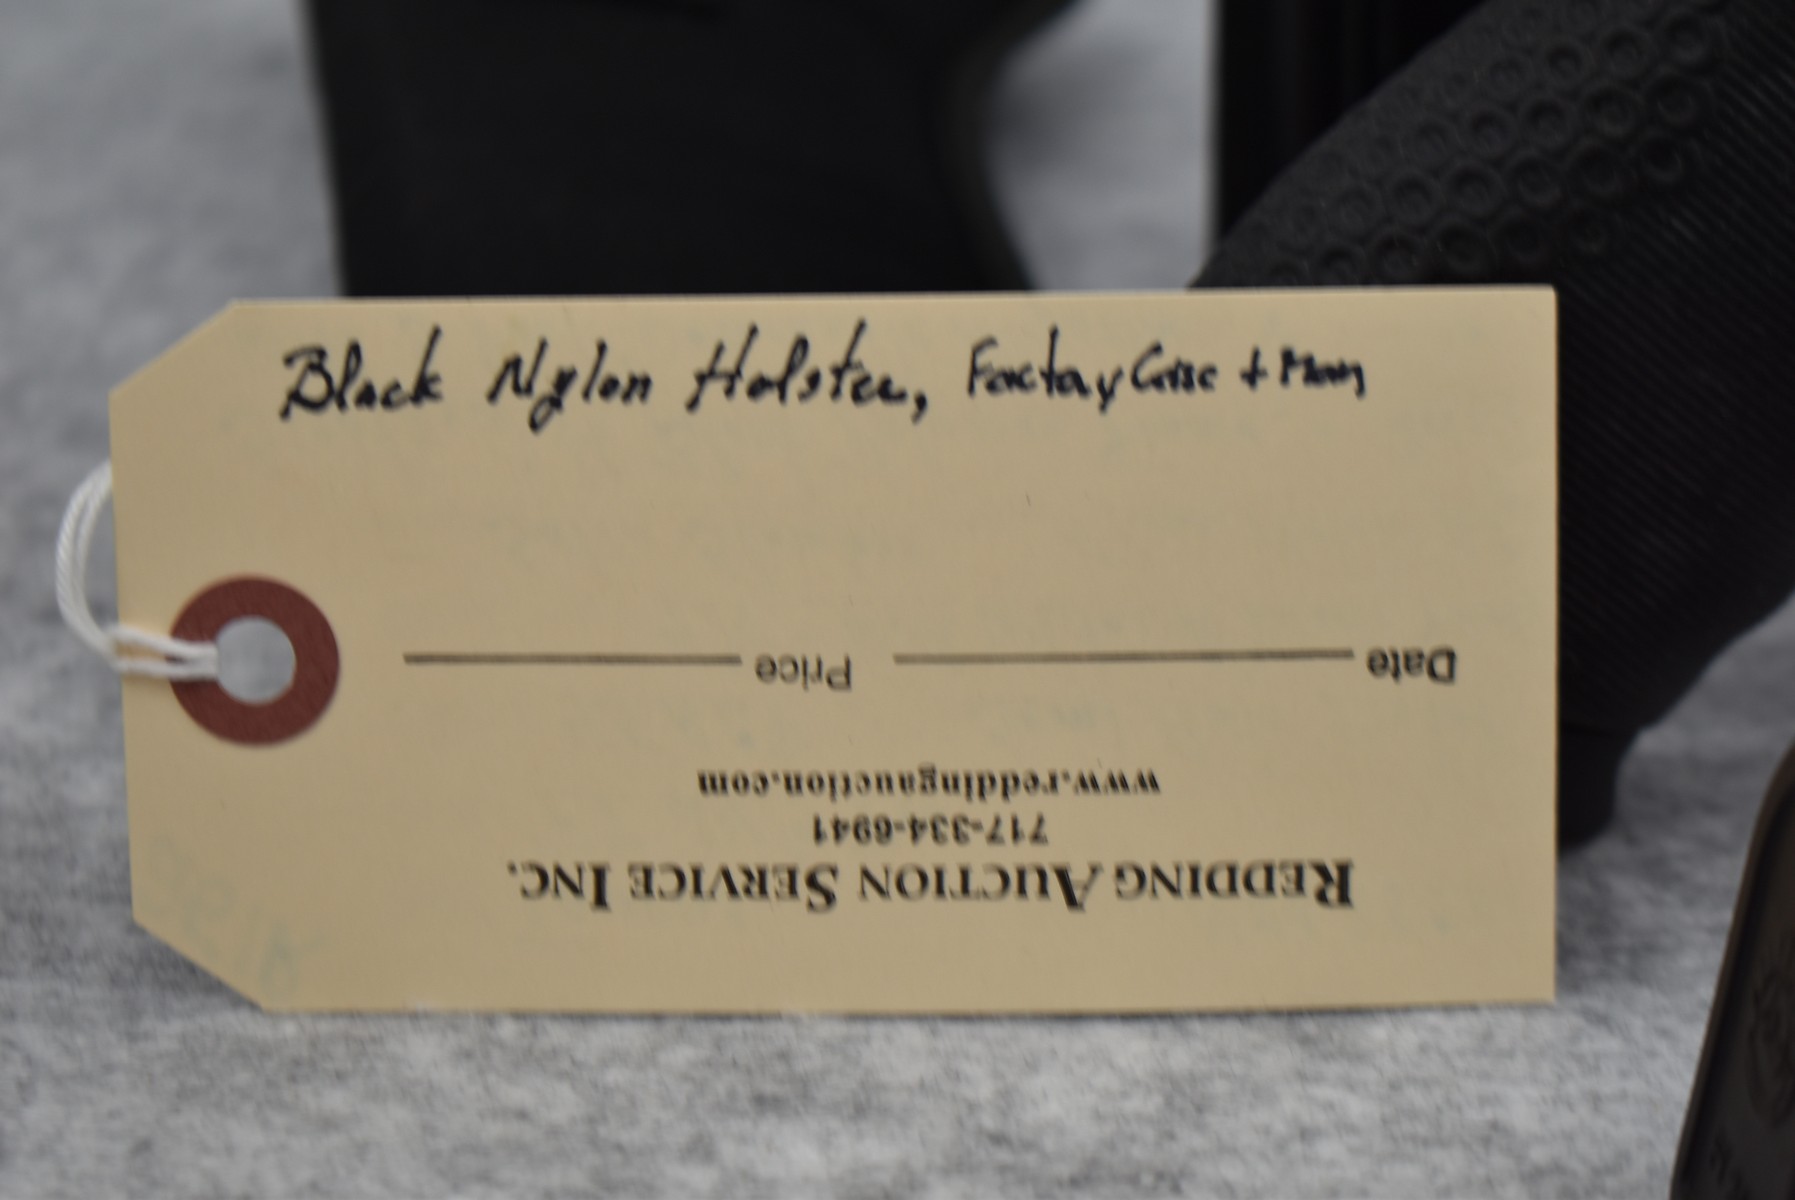 Black Nylon Holster, Factory Case + Man
REDDING AUCTION SERVICE INC.
717-334-6941
www.reddingauction.com
Date Price